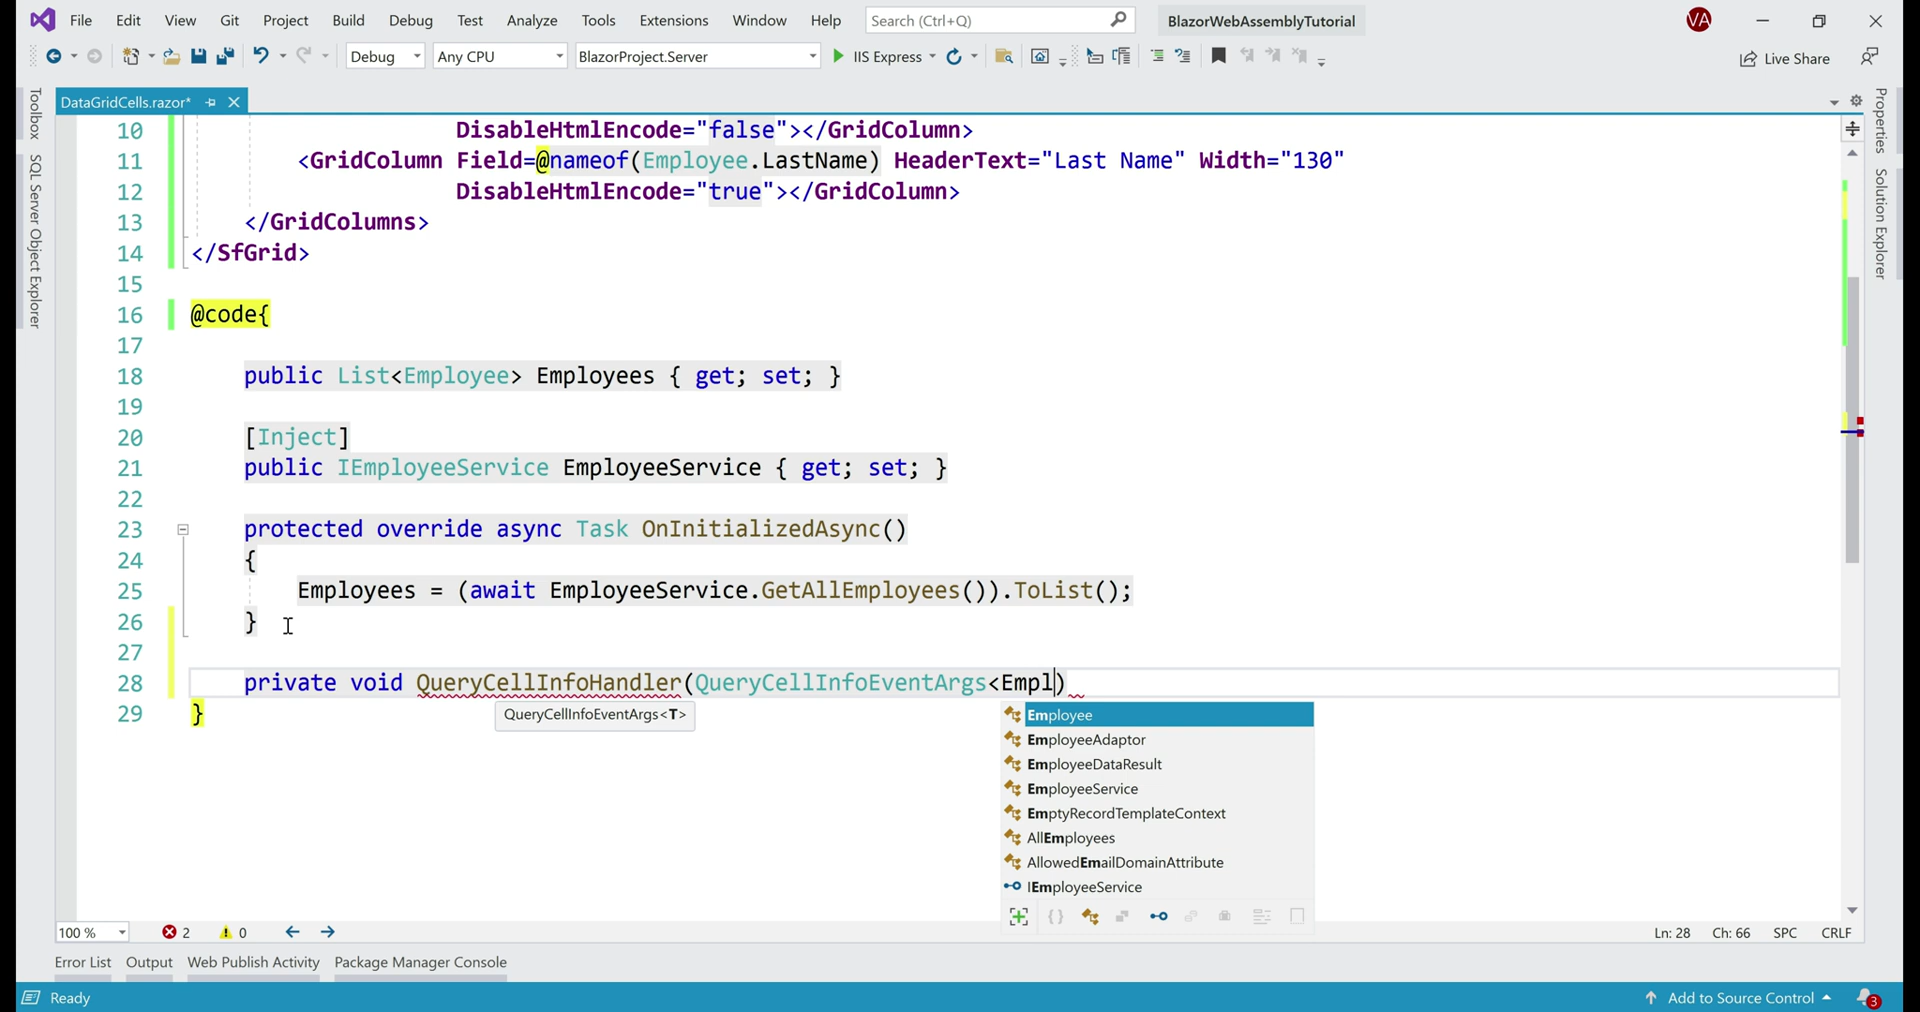 File Edit View Git Project Build Debug Test Analyze Tools Extensions Window Help Search (Ctrl+Q) BlazorWebAssemblyTutorial VA
Debug Any CPU BlazorProject.Server IIS Express Live Share
DataGridCells.razor*
Toolbox
SQL Server Object Explorer
Properties
Solution Explorer
10 DisableHtmlEncode="false"></GridColumn>
11 <GridColumn Field=@nameof(Employee.LastName) HeaderText="Last Name" Width="130"
12 DisableHtmlEncode="true"></GridColumn>
13 </GridColumns>
14 </SfGrid>
15
16 @code{
17
18 public List<Employee> Employees { get; set; }
19
20 [Inject]
21 public IEmployeeService EmployeeService { get; set; }
22
23 protected override async Task OnInitializedAsync()
24 {
25 Employees = (await EmployeeService.GetAllEmployees()).ToList();
26 }
27
28 private void QueryCellInfoHandler(QueryCellInfoEventArgs<Empl)
29 }
QueryCellInfoEventArgs<T>
Employee
EmployeeAdaptor
EmployeeDataResult
EmployeeService
EmptyRecordTemplateContext
AllEmployees
AllowedEmailDomainAttribute
IEmployeeService
100 % 2 0 Ln: 28 Ch: 66 SPC CRLF
Error List Output Web Publish Activity Package Manager Console
Ready Add to Source Control 3